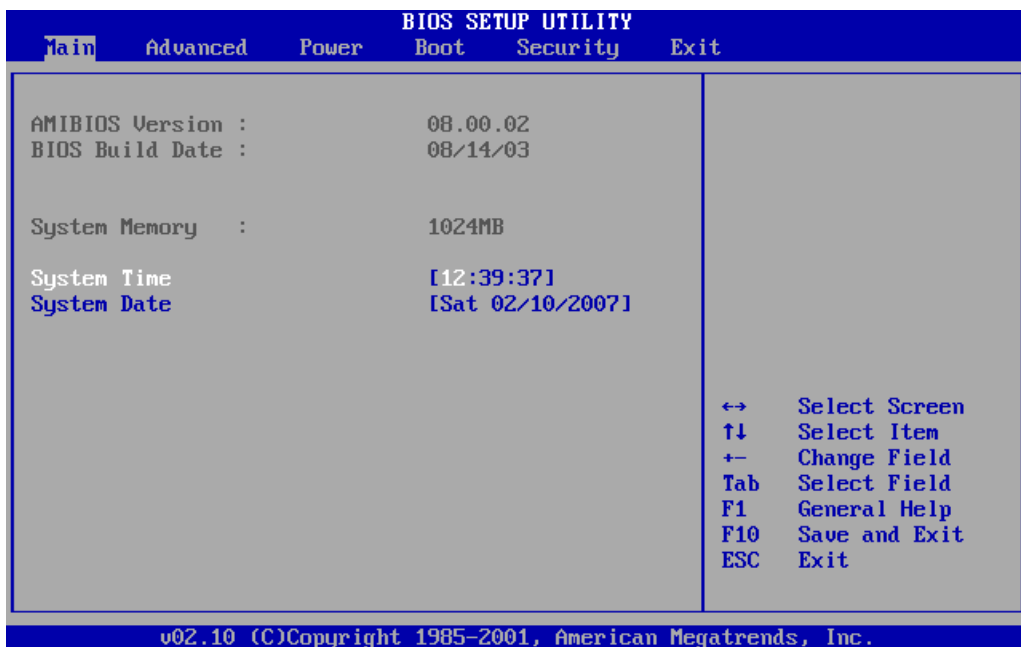 BIOS SETUP UTILITY
Main Advanced Power Boot Security Exit
AMIBIOS Version : 08.00.02
BIOS Build Date : 08/14/03
System Memory : 1024MB
System Time [12:39:37]
System Date [Sat 02/10/2007]
←→ Select Screen
↑↓ Select Item
+- Change Field
Tab Select Field
F1 General Help
F10 Save and Exit
ESC Exit
v02.10 (C)Copyright 1985-2001, American Megatrends, Inc.